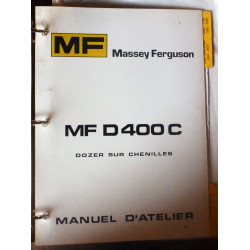 MF
Massey Ferguson
MF D400C
DOZER SUR CHENILLES
MANUEL D'ATELIER